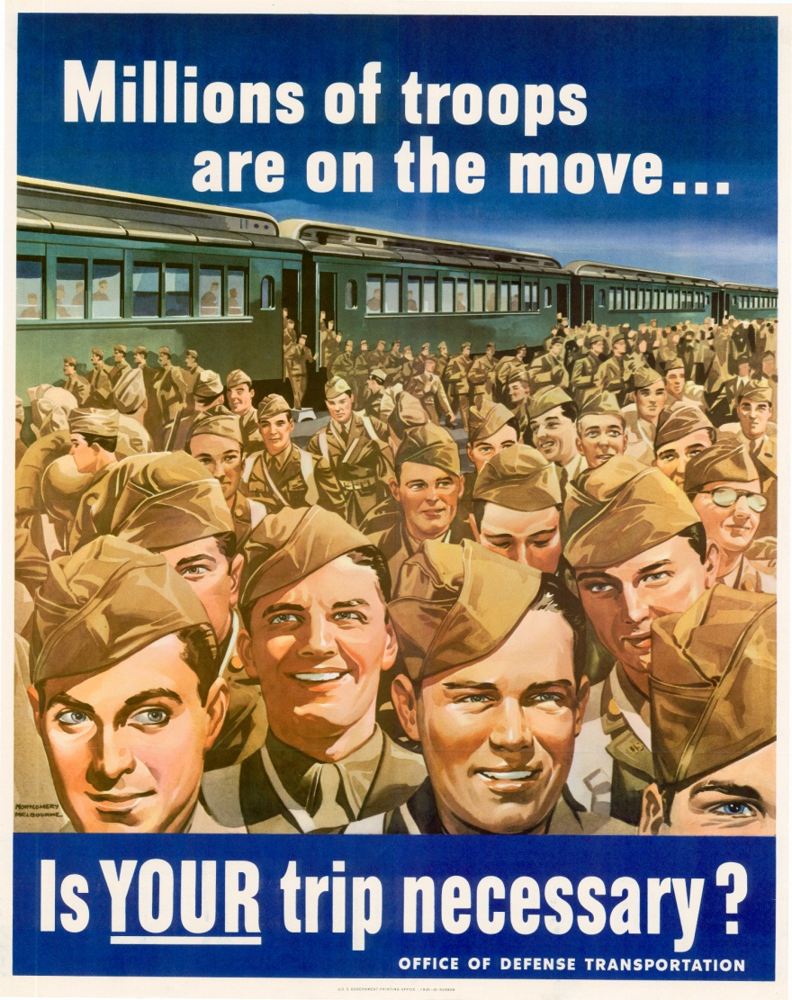 Millions of troops
are on the move...
MONTGOMERY
MELBOURNE
Is YOUR trip necessary?
OFFICE OF DEFENSE TRANSPORTATION